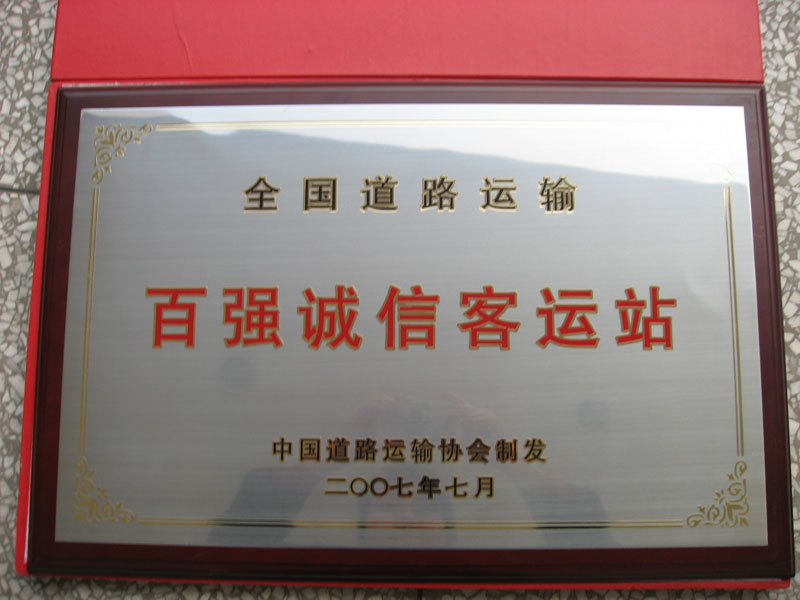 全国道路运输
百强诚信客运站
中国道路运输协会制发
二〇〇七年七月